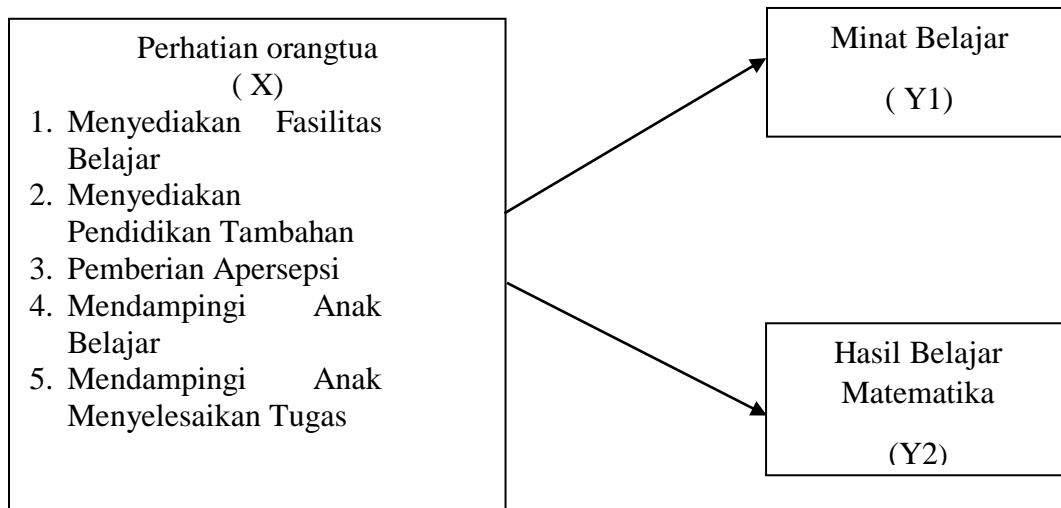 Perhatian orangtua
( X)
1. Menyediakan Fasilitas
Belajar
2. Menyediakan
Pendidikan Tambahan
3. Pemberian Apersepsi
4. Mendampingi Anak
Belajar
5. Mendampingi Anak
Menyelesaikan Tugas
Minat Belajar
( Y1)
Hasil Belajar
Matematika
(Y2)